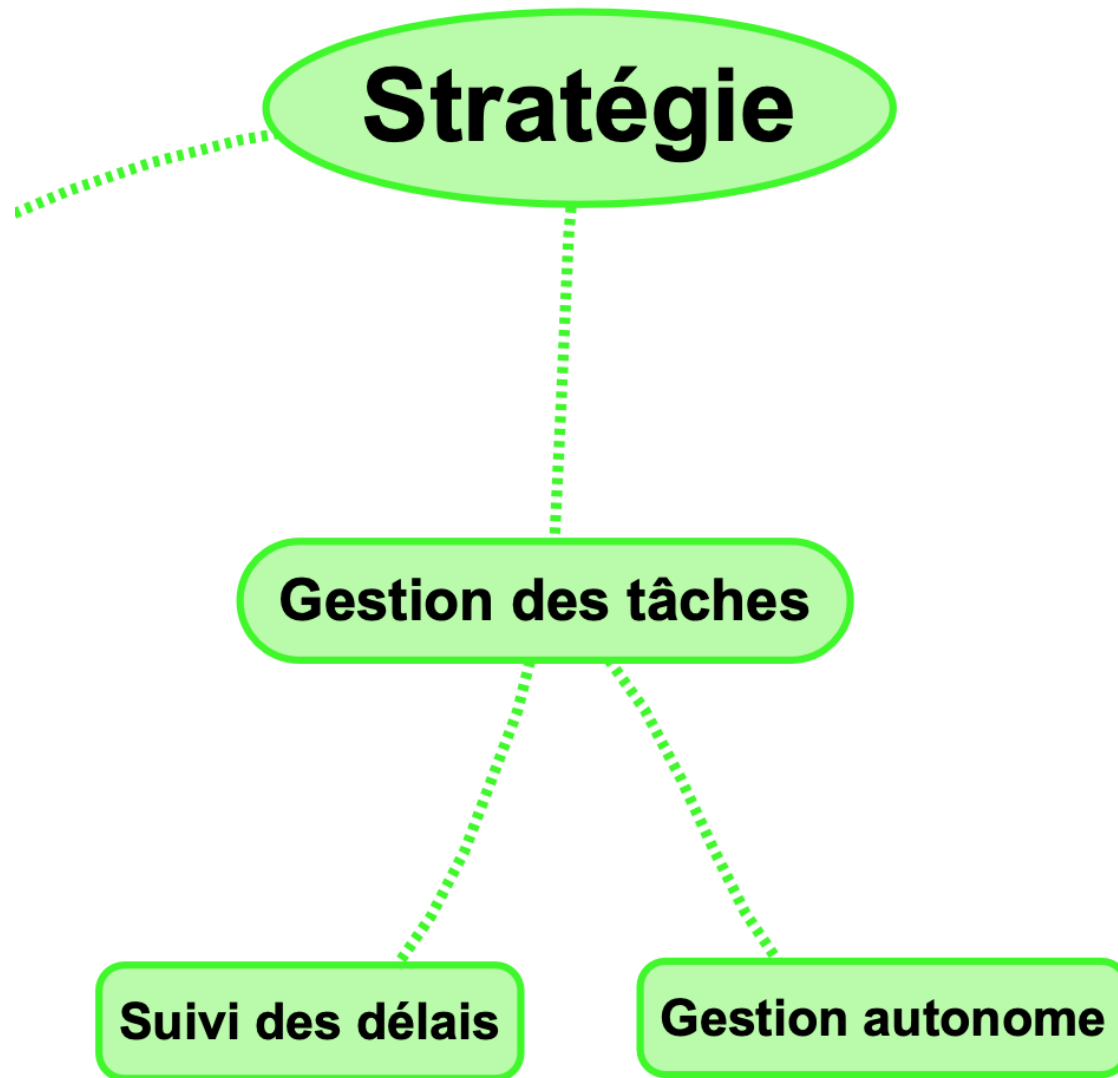 Stratégie
Gestion des tâches
Suivi des délais
Gestion autonome